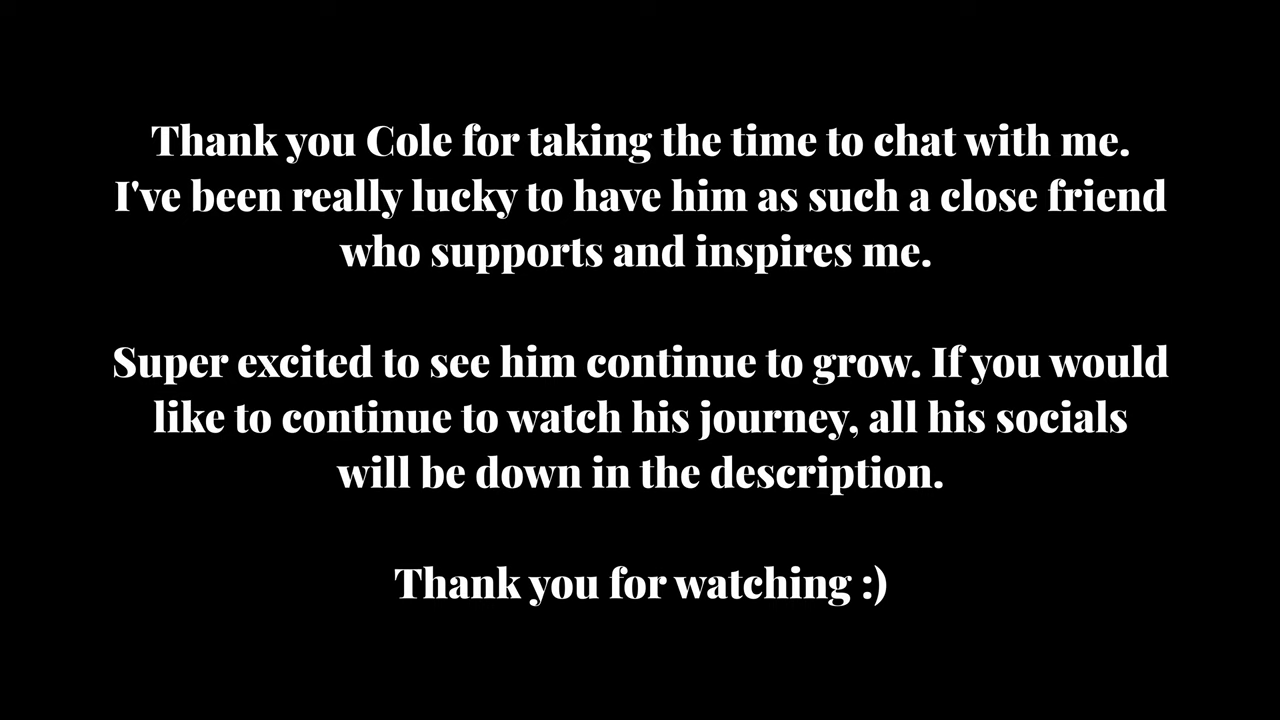 Thank you Cole for taking the time to chat with me.
I've been really lucky to have him as such a close friend
who supports and inspires me.
Super excited to see him continue to grow. If you would
like to continue to watch his journey, all his socials
will be down in the description.
Thank you for watching :)